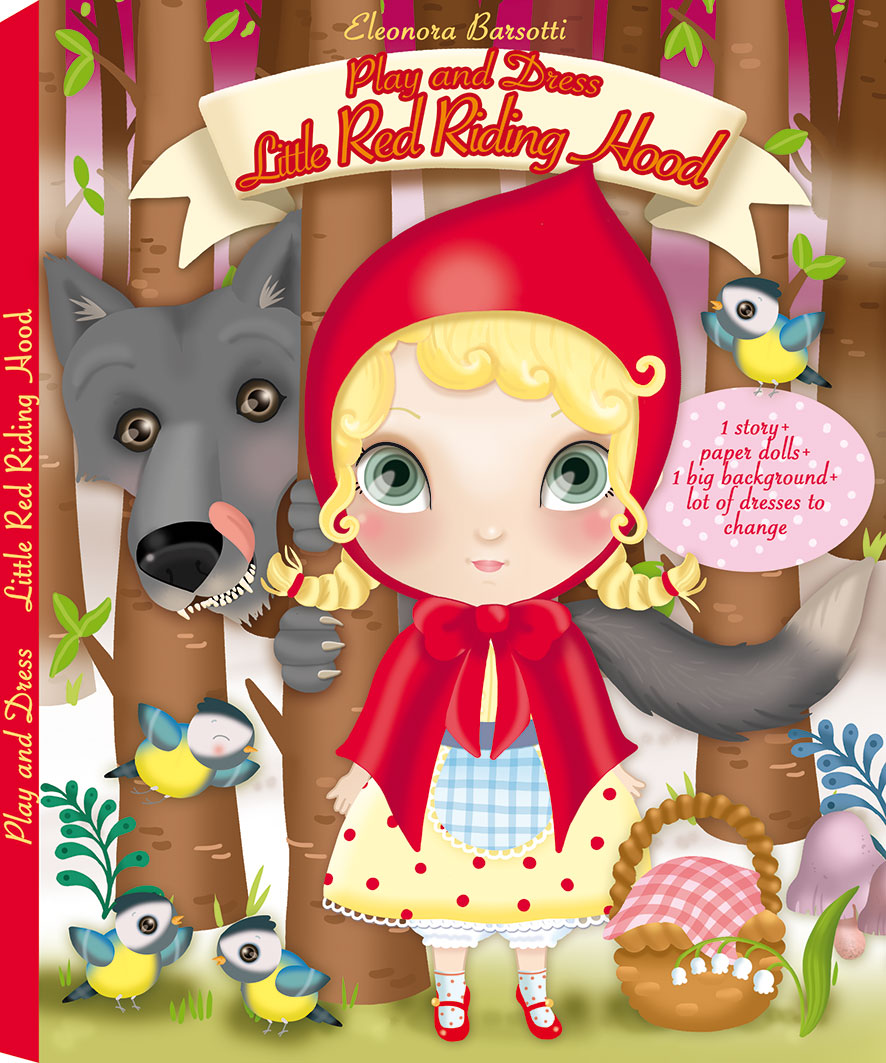 Eleonora Barsotti
Play and Dress
Little Red Riding Hood
1 story+
paper dolls+
1 big background+
lot of dresses to
change
Play and Dress Little Red Riding Hood